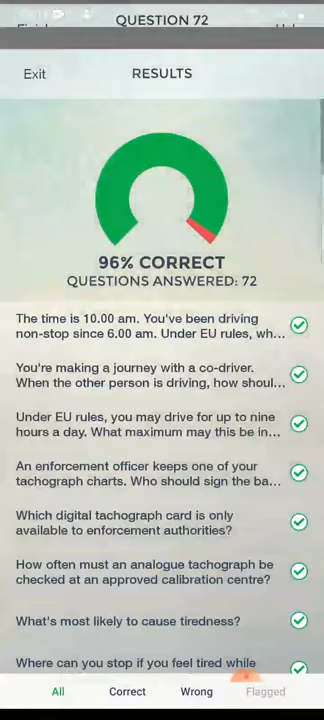 QUESTION 72
Exit
RESULTS
96% CORRECT
QUESTIONS ANSWERED: 72
The time is 10.00 am. You've been driving
non-stop since 6.00 am. Under EU rules, wh...
You're making a journey with a co-driver.
When the other person is driving, how shoul...
Under EU rules, you may drive for up to nine
hours a day. What maximum may this be in...
An enforcement officer keeps one of your
tachograph charts. Who should sign the ba...
Which digital tachograph card is only
available to enforcement authorities?
How often must an analogue tachograph be
checked at an approved calibration centre?
What's most likely to cause tiredness?
Where can you stop if you feel tired while
All
Correct
Wrong
Flagged